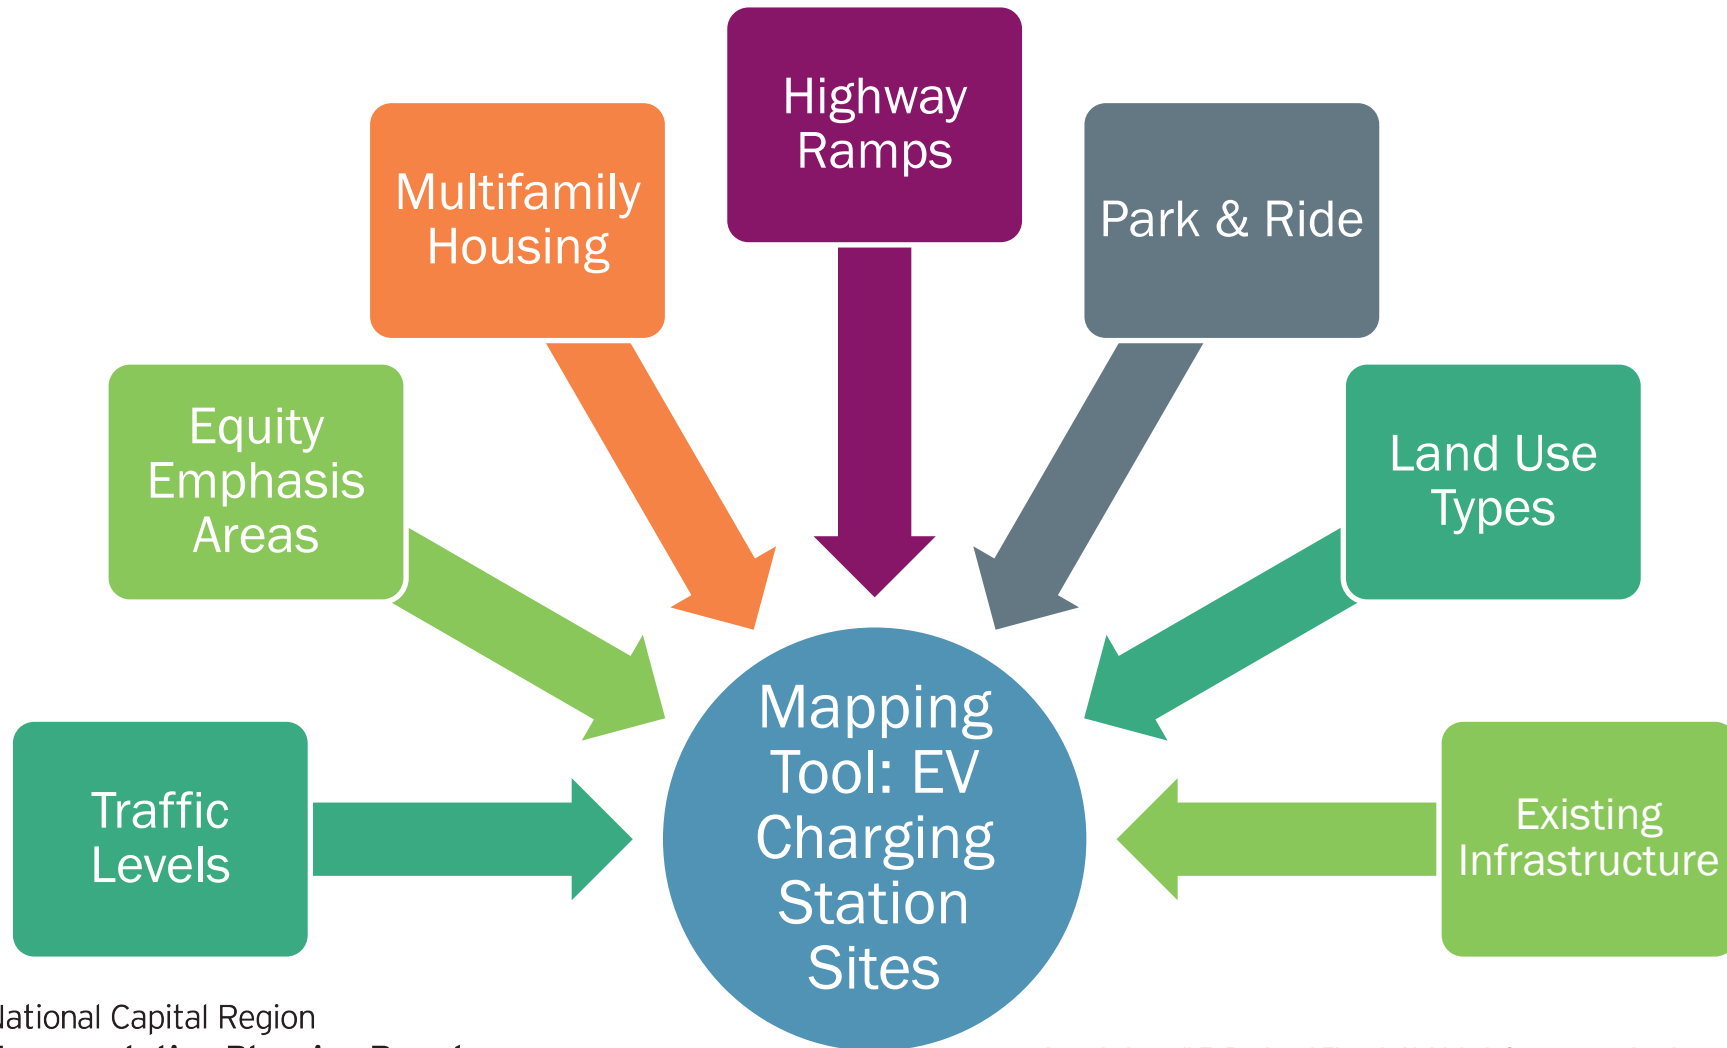 Highway
Ramps
Multifamily
Housing
Park & Ride
Equity
Emphasis
Areas
Land Use
Types
Traffic
Levels
Mapping
Tool: EV
Charging
Station
Sites
Existing
Infrastructure
National Capital Region